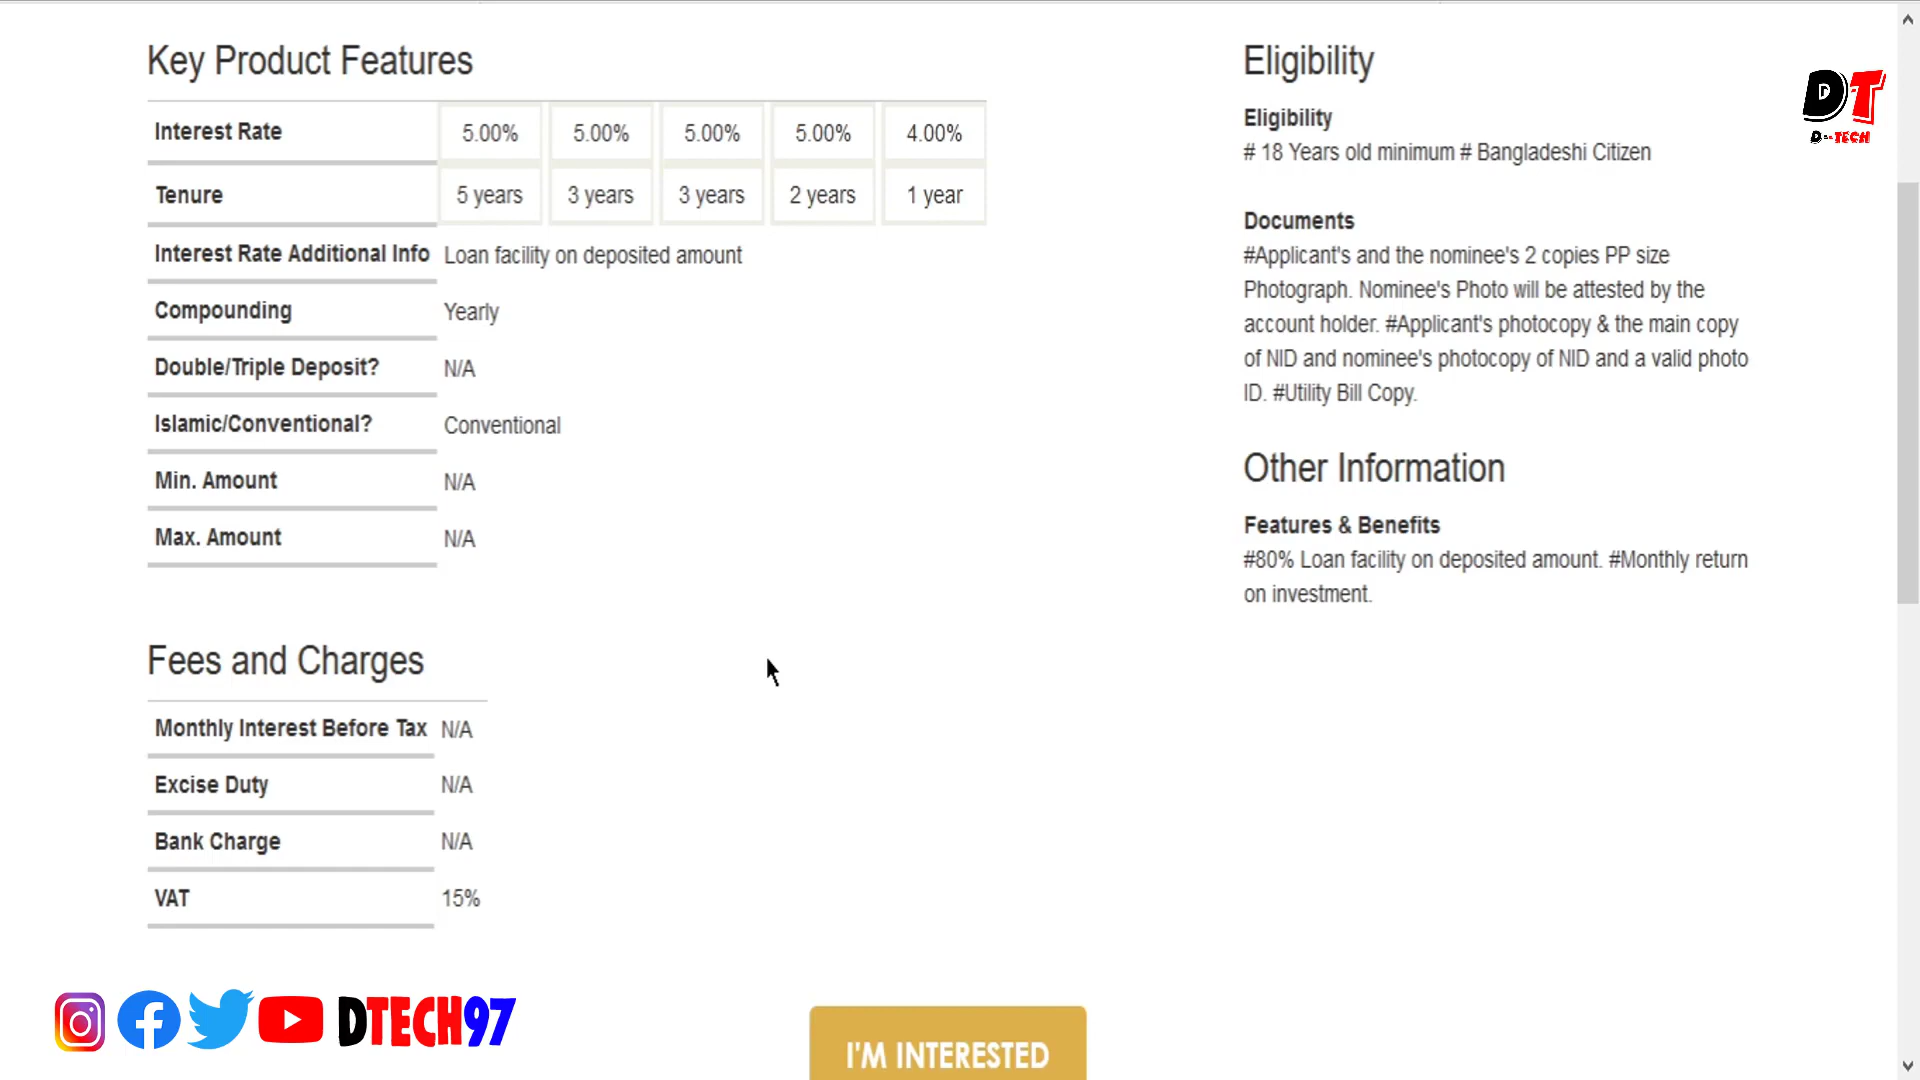 Key Product Features
Interest Rate 5.00% 5.00% 5.00% 5.00% 4.00%
Tenure 5 years 3 years 3 years 2 years 1 year
Interest Rate Additional Info Loan facility on deposited amount
Compounding Yearly
Double/Triple Deposit? N/A
Islamic/Conventional? Conventional
Min. Amount N/A
Max. Amount N/A
Fees and Charges
Monthly Interest Before Tax N/A
Excise Duty N/A
Bank Charge N/A
VAT 15%
Eligibility
Eligibility
# 18 Years old minimum # Bangladeshi Citizen
Documents
#Applicant's and the nominee's 2 copies PP size
Photograph. Nominee's Photo will be attested by the
account holder. #Applicant's photocopy & the main copy
of NID and nominee's photocopy of NID and a valid photo
ID. #Utility Bill Copy.
Other Information
Features & Benefits
#80% Loan facility on deposited amount. #Monthly return
on investment.
DT
TECH
DTECH97
I'M INTERESTED